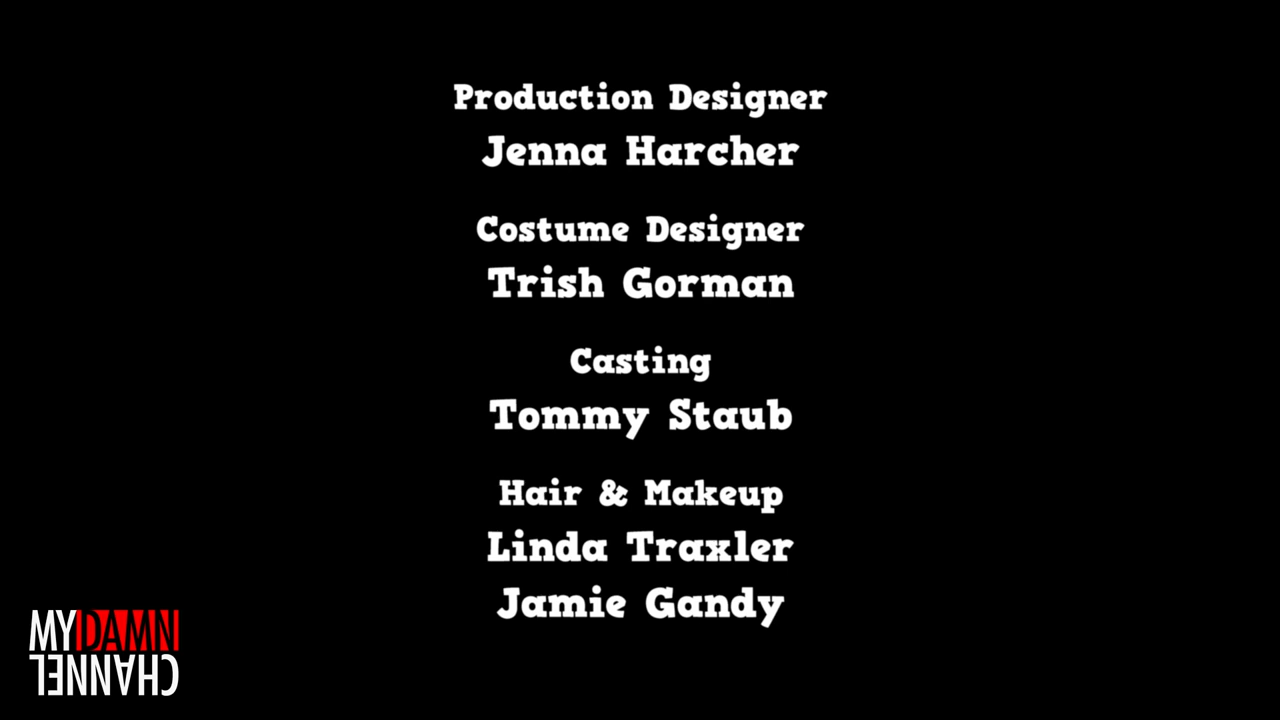 Production Designer
Jenna Harcher
Costume Designer
Trish Gorman
Casting
Tommy Staub
Hair & Makeup
Linda Traxler
Jamie Gandy
MYDAMN
CHANNEL